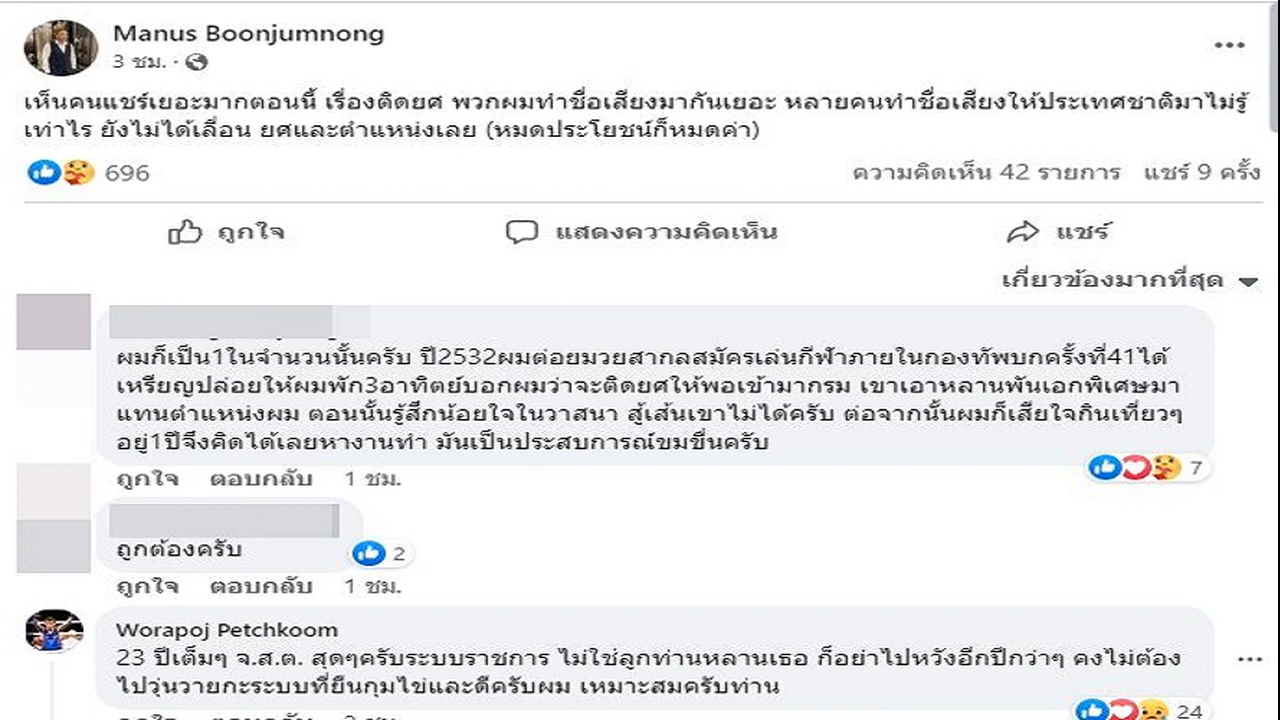 Manus Boonjumnong
3 ชม. ·
เห็นคนแชร์เยอะมากตอนนี้ เรื่องติดยศ พวกผมทำชื่อเสียงมากันเยอะ หลายคนทำชื่อเสียงให้ประเทศชาติมาไม่รู้
เท่าไร ยังไม่ได้เลื่อน ยศและตำแหน่งเลย (หมดประโยชน์ก็หมดค่า)
696 ความคิดเห็น 42 รายการ แชร์ 9 ครั้ง
ถูกใจ แสดงความคิดเห็น แชร์
เกี่ยวข้องมากที่สุด
ผมก็เป็น1ในจำนวนนั้นครับ ปี2532ผมต่อยมวยสากลสมัครเล่นกีฬาภายในกองทัพบกครั้งที่41ได้
เหรียญปล่อยให้ผมพัก3อาทิตย์บอกผมว่าจะติดยศให้พอเข้ามากรม เขาเอาหลานพันเอกพิเศษมา
แทนตำแหน่งผม ตอนนั้นรู้สึกน้อยใจในวาสนา สู้เส้นเขาไม่ได้ครับ ต่อจากนั้นผมก็เสียใจกินเที่ยวๆ
อยู่1ปีจึงคิดได้เลยหางานทำ มันเป็นประสบการณ์ขมขื่นครับ
7
ถูกใจ ตอบกลับ 1 ชม.
ถูกต้องครับ
2
ถูกใจ ตอบกลับ 1 ชม.
Worapoj Petchkoom
23 ปีเต็มๆ จ.ส.ต. สุดๆครับระบบราชการ ไม่ใช่ลูกท่านหลานเธอ ก็อย่าไปหวังอีกปีกว่าๆ คงไม่ต้อง
ไปวุ่นวายกะระบบที่ยืนกุมไข่และดีครับผม เหมาะสมครับท่าน
24